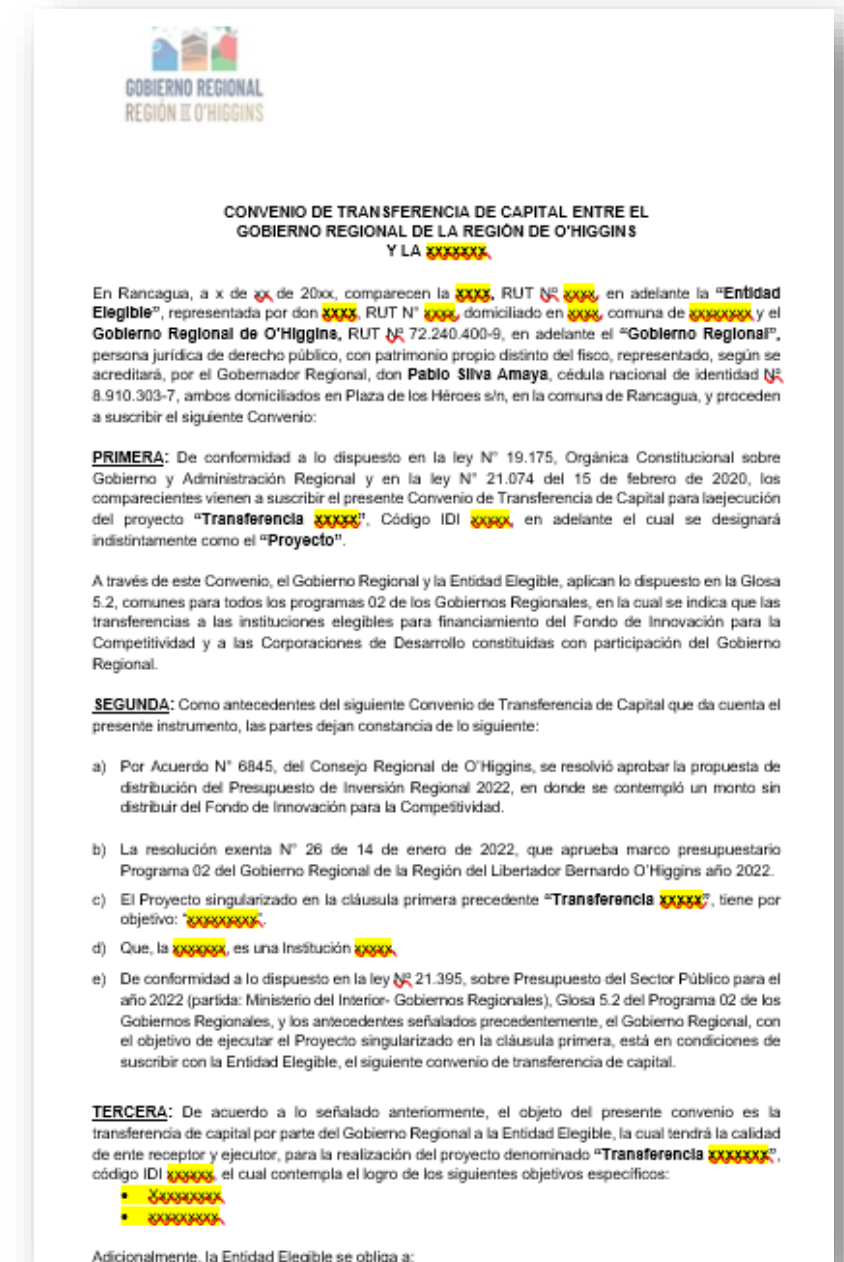 GOBIERNO REGIONAL
REGIÓN DE O'HIGGINS
CONVENIO DE TRANSFERENCIA DE CAPITAL ENTRE EL
GOBIERNO REGIONAL DE LA REGIÓN DE O'HIGGINS
Y LA xxxxxxx
En Rancagua, a x de xx de 20xx, comparecen la xxxx, RUT Nº xxxx, en adelante la “Entidad
Elegible”, representada por don xxxx, RUT N° xxxx, domiciliado en xxxx, comuna de xxxxxxxx y el
Gobierno Regional de O'Higgins, RUT Nº 72.240.400-9, en adelante el “Gobierno Regional”,
persona jurídica de derecho público, con patrimonio propio distinto del fisco, representado, según se
acreditará, por el Gobernador Regional, don Pablo Silva Amaya, cédula nacional de identidad Nº
8.910.303-7, ambos domiciliados en Plaza de los Héroes s/n, en la comuna de Rancagua, y proceden
a suscribir el siguiente Convenio:
PRIMERA: De conformidad a lo dispuesto en la ley N° 19.175, Orgánica Constitucional sobre
Gobierno y Administración Regional y en la ley N° 21.074 del 15 de febrero de 2020, los
comparecientes vienen a suscribir el presente Convenio de Transferencia de Capital para laejecución
del proyecto “Transferencia xxxxx”, Código IDI xxxxx, en adelante el cual se designará
indistintamente como el “Proyecto”.
A través de este Convenio, el Gobierno Regional y la Entidad Elegible, aplican lo dispuesto en la Glosa
5.2, comunes para todos los programas 02 de los Gobiernos Regionales, en la cual se indica que las
transferencias a las instituciones elegibles para financiamiento del Fondo de Innovación para la
Competitividad y a las Corporaciones de Desarrollo constituidas con participación del Gobierno
Regional.
SEGUNDA: Como antecedentes del siguiente Convenio de Transferencia de Capital que da cuenta el
presente instrumento, las partes dejan constancia de lo siguiente:
a) Por Acuerdo N° 6845, del Consejo Regional de O'Higgins, se resolvió aprobar la propuesta de
distribución del Presupuesto de Inversión Regional 2022, en donde se contempló un monto sin
distribuir del Fondo de Innovación para la Competitividad.
b) La resolución exenta N° 26 de 14 de enero de 2022, que aprueba marco presupuestario
Programa 02 del Gobierno Regional de la Región del Libertador Bernardo O'Higgins año 2022.
c) El Proyecto singularizado en la cláusula primera precedente “Transferencia xxxxx”, tiene por
objetivo: “xxxxxxxxx”.
d) Que, la xxxxxxx, es una Institución xxxxx.
e) De conformidad a lo dispuesto en la ley Nº 21.395, sobre Presupuesto del Sector Público para el
año 2022 (partida: Ministerio del Interior- Gobiernos Regionales), Glosa 5.2 del Programa 02 de los
Gobiernos Regionales, y los antecedentes señalados precedentemente, el Gobierno Regional, con
el objetivo de ejecutar el Proyecto singularizado en la cláusula primera, está en condiciones de
suscribir con la Entidad Elegible, el siguiente convenio de transferencia de capital.
TERCERA: De acuerdo a lo señalado anteriormente, el objeto del presente convenio es la
transferencia de capital por parte del Gobierno Regional a la Entidad Elegible, la cual tendrá la calidad
de ente receptor y ejecutor, para la realización del proyecto denominado “Transferencia xxxxxxx”,
código IDI xxxxxx, el cual contempla el logro de los siguientes objetivos específicos:
• Xxxxxxxxx
• xxxxxxxxx
Adicionalmente, la Entidad Elegible se obliga a: